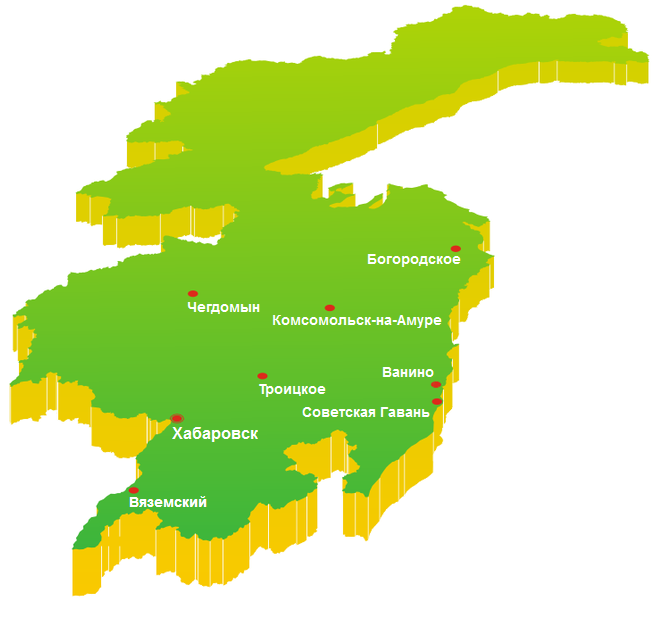 Богородское
Чегдомын
Комсомольск-на-Амуре
Ванино
Троицкое
Советская Гавань
Хабаровск
Вяземский